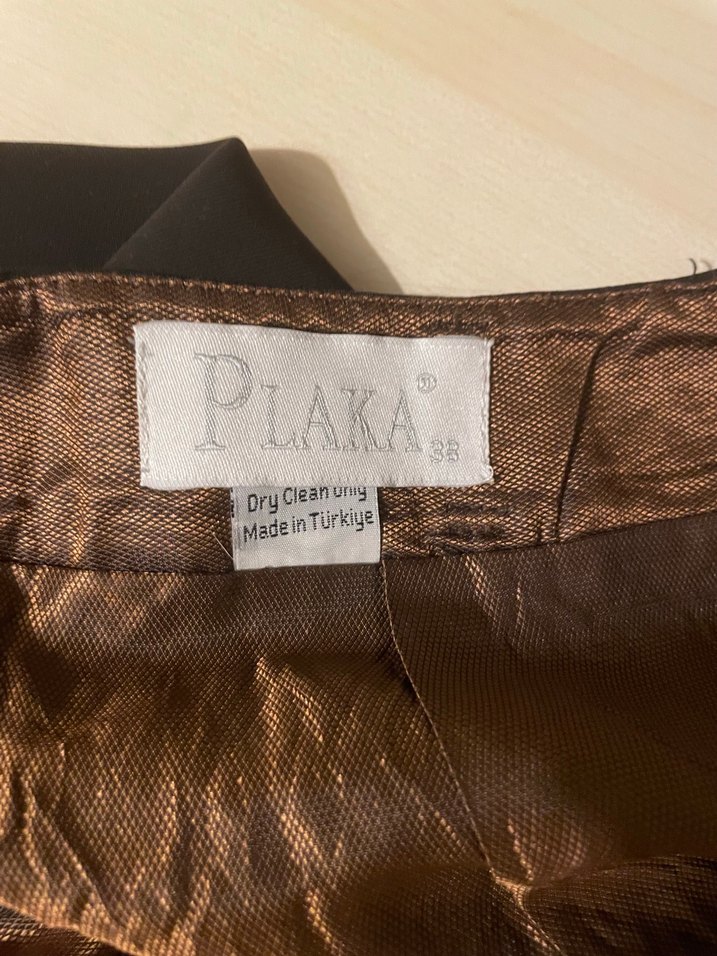 PLAKA®
38
Dry Clean Only
Made in Türkiye